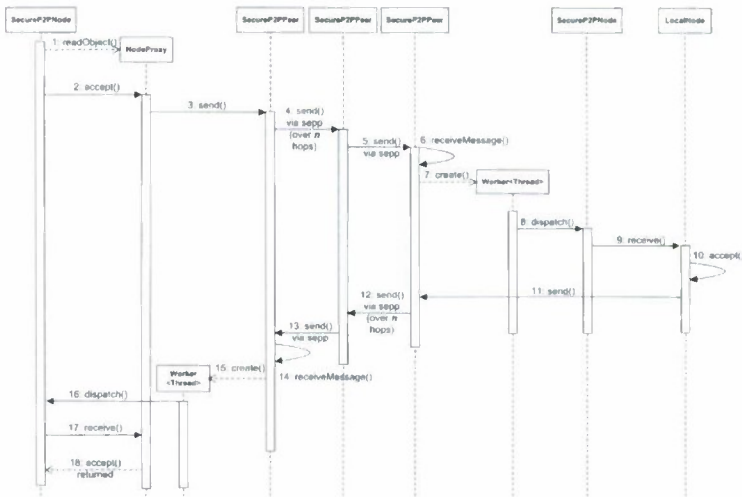 SecureP2PNode
SecureP2PPeer
SecureP2PPeer
SecureP2PPeer
SecureP2PNode
LocalNode
1: readObject()
NodeProxy
2: accept()
3: send()
4: send()
via sepp
(over n
hops)
5: send()
via sepp
6: receiveMessage()
7: create()
Worker<Thread>
8: dispatch()
9: receive()
10: accept()
11: send()
12: send()
via sepp
(over n
hops)
13: send()
via sepp
14: receiveMessage()
15: create()
Worker
<Thread>
16: dispatch()
17: receive()
18: accept()
returned